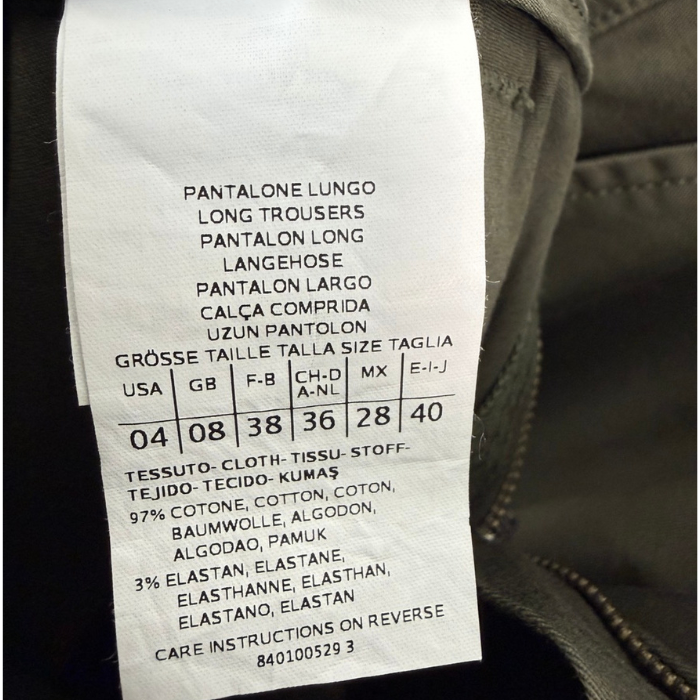 PANTALONE LUNGO
LONG TROUSERS
PANTALON LONG
LANGEHOSE
PANTALON LARGO
CALÇA COMPRIDA
UZUN PANTOLON
GRÖSSE TAILLE TALLA SIZE TAGLIA
USA GB F-B CH-D A-NL MX E-I-J
04 08 38 36 28 40
TESSUTO- CLOTH- TISSU- STOFF-
TEJIDO- TECIDO- KUMAŞ
97% COTONE, COTTON, COTON,
BAUMWOLLE, ALGODON,
ALGODAO, PAMUK
3% ELASTAN, ELASTANE,
ELASTHANNE, ELASTHAN,
ELASTANO, ELASTAN
CARE INSTRUCTIONS ON REVERSE
840100529 3